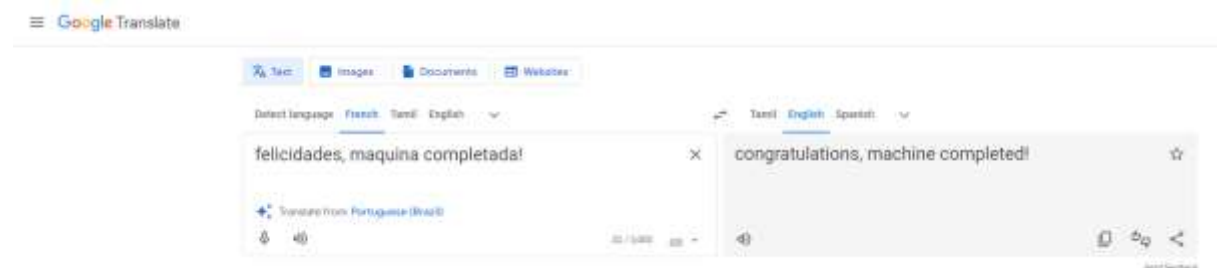 Google Translate
Text Images Documents Websites
Detect language French Tamil English
Tamil English Spanish
felicidades, maquina completada!
congratulations, machine completed!
Translate from: Portuguese (Brazil)